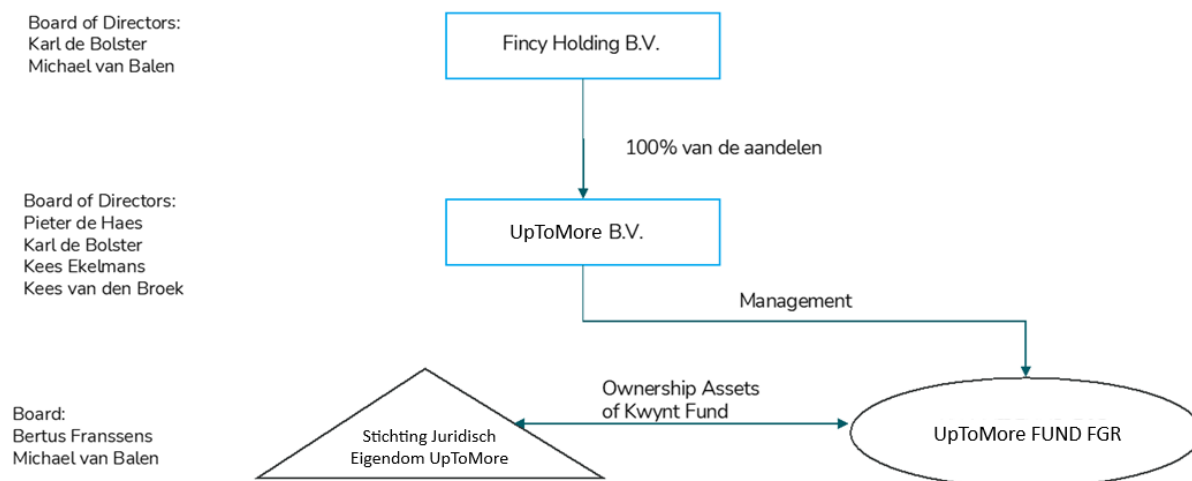 Board of Directors:
Karl de Bolster
Michael van Balen
Fincy Holding B.V.
100% van de aandelen
Board of Directors:
Pieter de Haes
Karl de Bolster
Kees Ekelmans
Kees van den Broek
UpToMore B.V.
Management
Ownership Assets
of Kwynt Fund
Board:
Bertus Franssens
Michael van Balen
Stichting Juridisch
Eigendom UpToMore
UpToMore FUND FGR